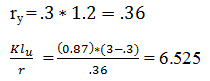 r_y = .3 * 1.2 = .36
Kl_u/r = (0.87)*(3−.3)/.36 = 6.525